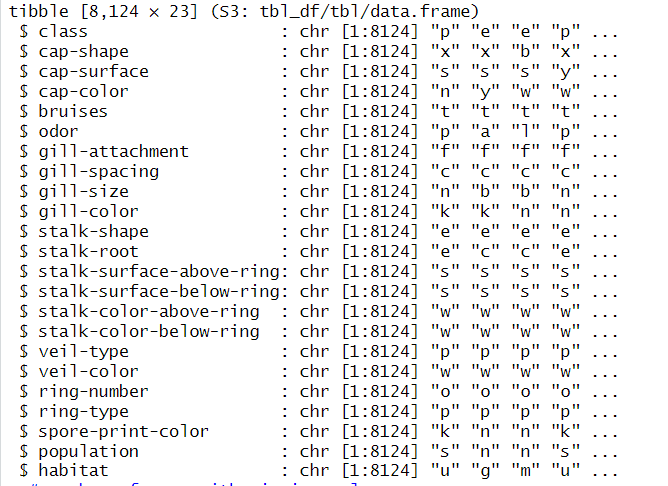 tibble [8,124 × 23] (S3: tbl_df/tbl/data.frame)
$ class                   : chr [1:8124] "p" "e" "e" "p" ...
$ cap-shape               : chr [1:8124] "x" "x" "b" "x" ...
$ cap-surface             : chr [1:8124] "s" "s" "s" "y" ...
$ cap-color               : chr [1:8124] "n" "y" "w" "w" ...
$ bruises                 : chr [1:8124] "t" "t" "t" "t" ...
$ odor                    : chr [1:8124] "p" "a" "l" "p" ...
$ gill-attachment         : chr [1:8124] "f" "f" "f" "f" ...
$ gill-spacing            : chr [1:8124] "c" "c" "c" "c" ...
$ gill-size               : chr [1:8124] "n" "b" "b" "n" ...
$ gill-color              : chr [1:8124] "k" "k" "n" "n" ...
$ stalk-shape             : chr [1:8124] "e" "e" "e" "e" ...
$ stalk-root              : chr [1:8124] "e" "c" "c" "e" ...
$ stalk-surface-above-ring: chr [1:8124] "s" "s" "s" "s" ...
$ stalk-surface-below-ring: chr [1:8124] "s" "s" "s" "s" ...
$ stalk-color-above-ring  : chr [1:8124] "w" "w" "w" "w" ...
$ stalk-color-below-ring  : chr [1:8124] "w" "w" "w" "w" ...
$ veil-type               : chr [1:8124] "p" "p" "p" "p" ...
$ veil-color              : chr [1:8124] "w" "w" "w" "w" ...
$ ring-number             : chr [1:8124] "o" "o" "o" "o" ...
$ ring-type               : chr [1:8124] "p" "p" "p" "p" ...
$ spore-print-color       : chr [1:8124] "k" "n" "n" "k" ...
$ population              : chr [1:8124] "s" "n" "n" "s" ...
$ habitat                 : chr [1:8124] "u" "g" "m" "u" ...